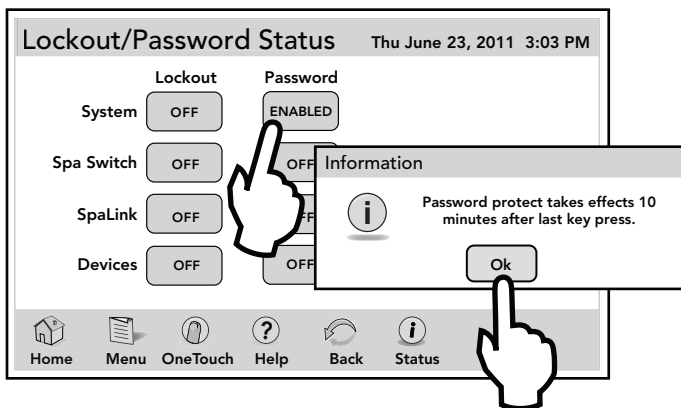 Lockout/Password Status Thu June 23, 2011 3:03 PM
Lockout Password
System OFF ENABLED
Spa Switch OFF OFF
SpaLink OFF
Devices OFF OFF
Information
i
Password protect takes effects 10
minutes after last key press.
Ok
? i
Home Menu OneTouch Help Back Status